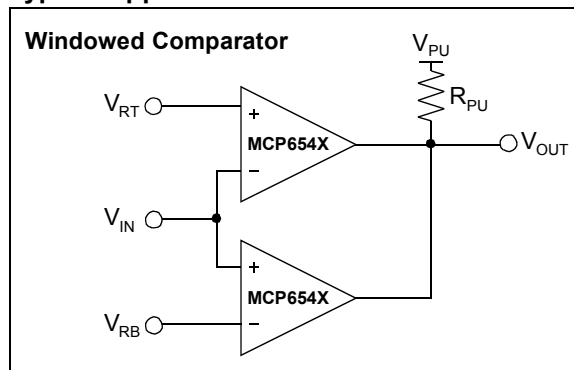 Windowed Comparator
V_PU
R_PU
V_RT
+
MCP654X
−
V_OUT
V_IN
+
MCP654X
−
V_RB